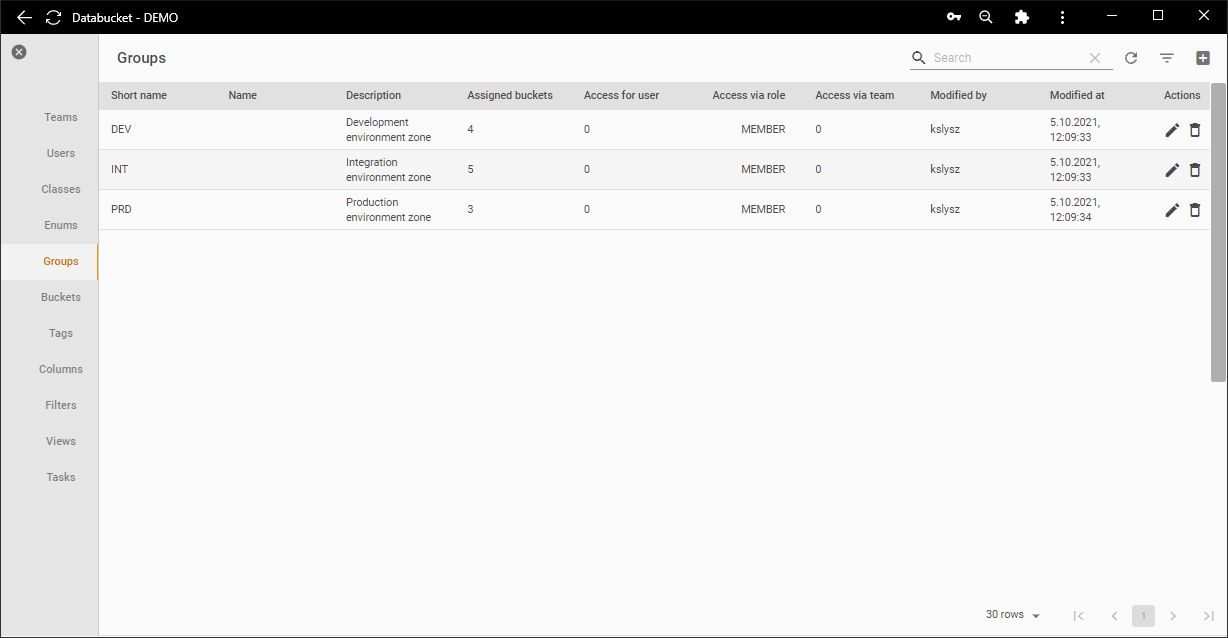 Databucket - DEMO
Groups
Search
Teams
Users
Classes
Enums
Groups
Buckets
Tags
Columns
Filters
Views
Tasks
Short name Name Description Assigned buckets Access for user Access via role Access via team Modified by Modified at Actions
DEV Development environment zone 4 0 MEMBER 0 kslysz 5.10.2021, 12:09:33
INT Integration environment zone 5 0 MEMBER 0 kslysz 5.10.2021, 12:09:33
PRD Production environment zone 3 0 MEMBER 0 kslysz 5.10.2021, 12:09:34
30 rows 1